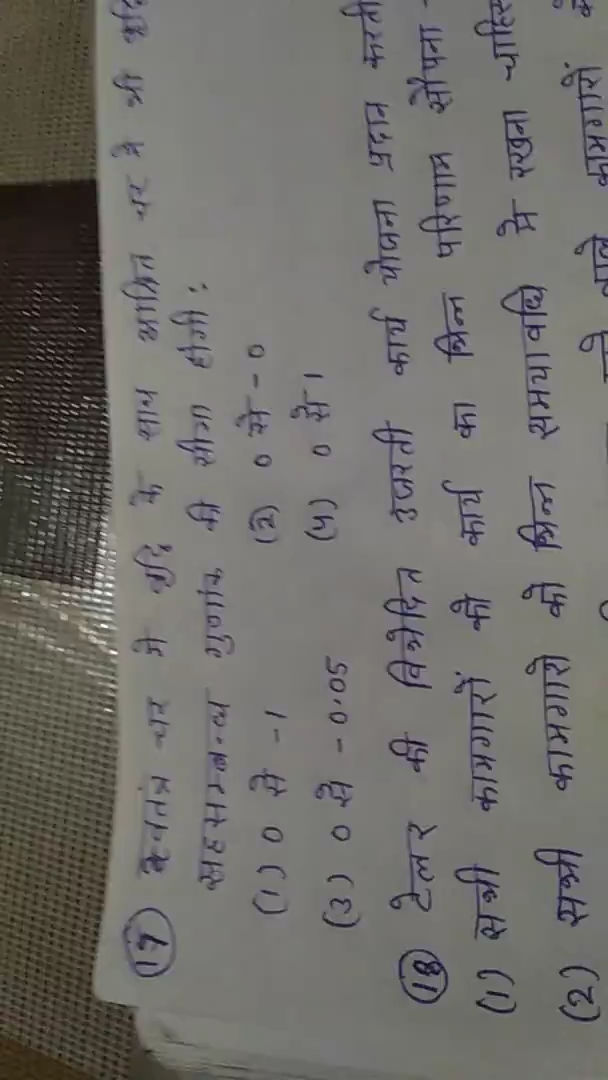 (17) स्वतंत्र चर मे वृद्धि के साथ आश्रित चर मे भी
सहसम्बन्ध गुणांक की सीमा होगी:
(1) 0 से -1 (2) 0 से - 0
(3) 0 से - 0.05 (4) 0 से 1
(18) टेलर की विभेदित उजरती कार्य योजना प्रदान करती
(1) सभी कामगारों को कार्य का भिन्न परिणाम सौंपना
(2) सभी कामगारो को भिन्न समयावधि मे रखना
वाले कामगारों